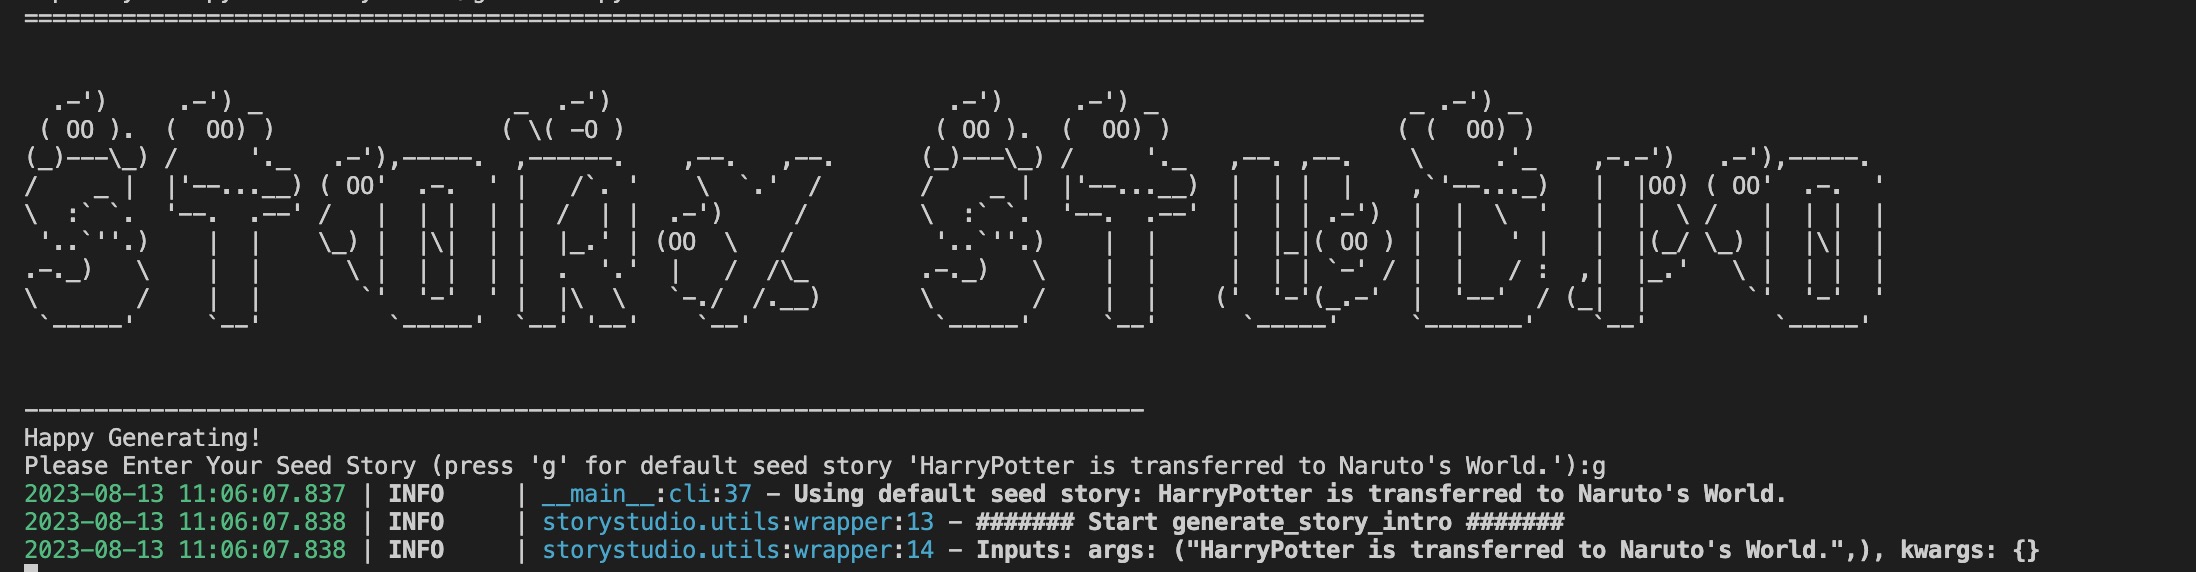 STORY STUDIO
Happy Generating!
Please Enter Your Seed Story (press 'g' for default seed story 'HarryPotter is transferred to Naruto's World.'):g
2023-08-13 11:06:07.837 | INFO     | __main__:cli:37 - Using default seed story: HarryPotter is transferred to Naruto's World.
2023-08-13 11:06:07.838 | INFO     | storystudio.utils:wrapper:13 - ####### Start generate_story_intro #######
2023-08-13 11:06:07.838 | INFO     | storystudio.utils:wrapper:14 - Inputs: args: ("HarryPotter is transferred to Naruto's World.",), kwargs: {}